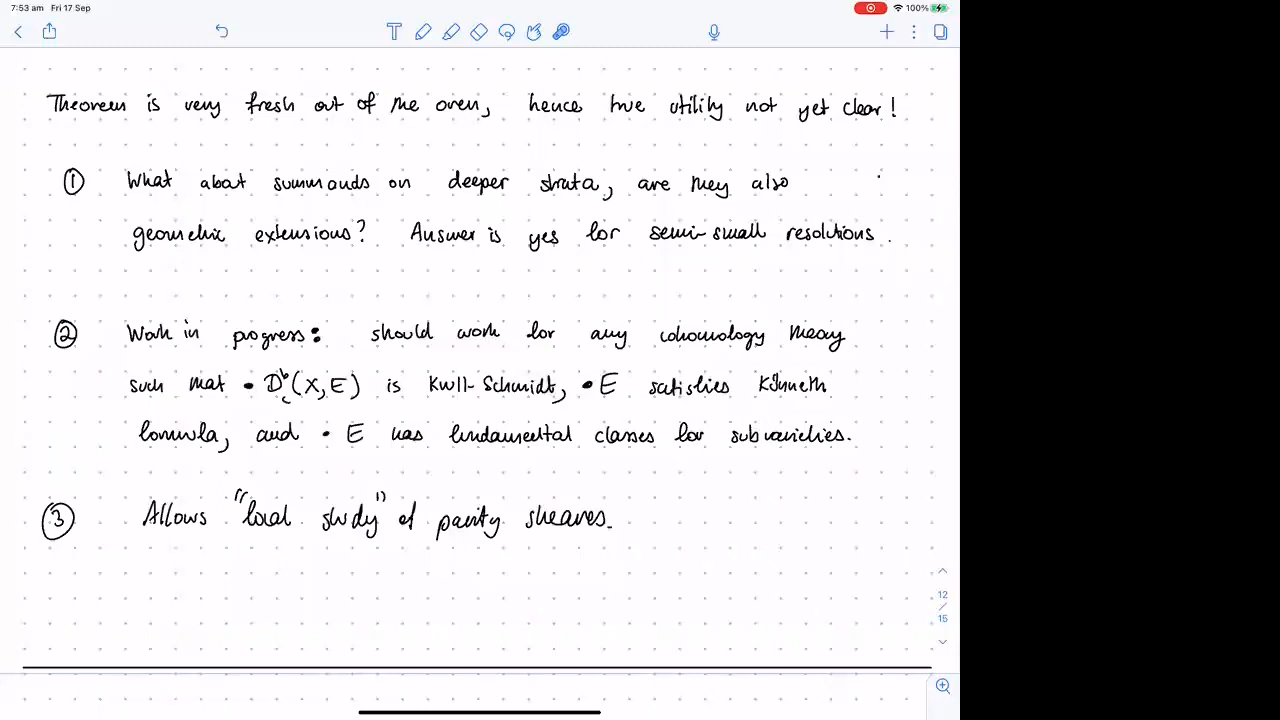 7:53 am Fri 17 Sep
100%
Theorem is very fresh out of the oven, hence true utility not yet clear!
① What about summands on deeper strata, are they also
geometric extensions? Answer is yes for semi-small resolutions.
② Work in progress: should work for any cohomology theory
such that • D^b_c(X, E) is Krull-Schmidt, • E satisfies Künneth
formula, and • E has fundamental classes for subvarieties.
③ Allows "local study" of parity sheaves.
12
/
15